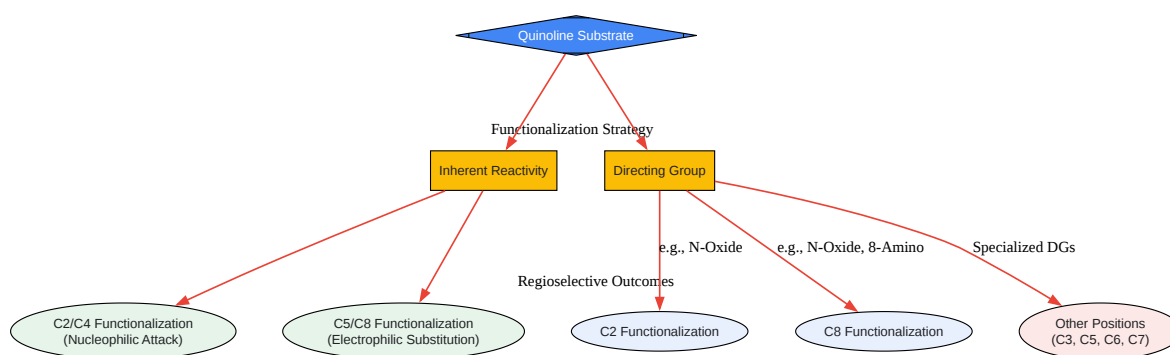 Quinoline Substrate
Functionalization Strategy
Inherent Reactivity
Directing Group
e.g., N-Oxide
e.g., N-Oxide, 8-Amino
Specialized DGs
Regioselective Outcomes
C2/C4 Functionalization
(Nucleophilic Attack)
C5/C8 Functionalization
(Electrophilic Substitution)
C2 Functionalization
C8 Functionalization
Other Positions
(C3, C5, C6, C7)